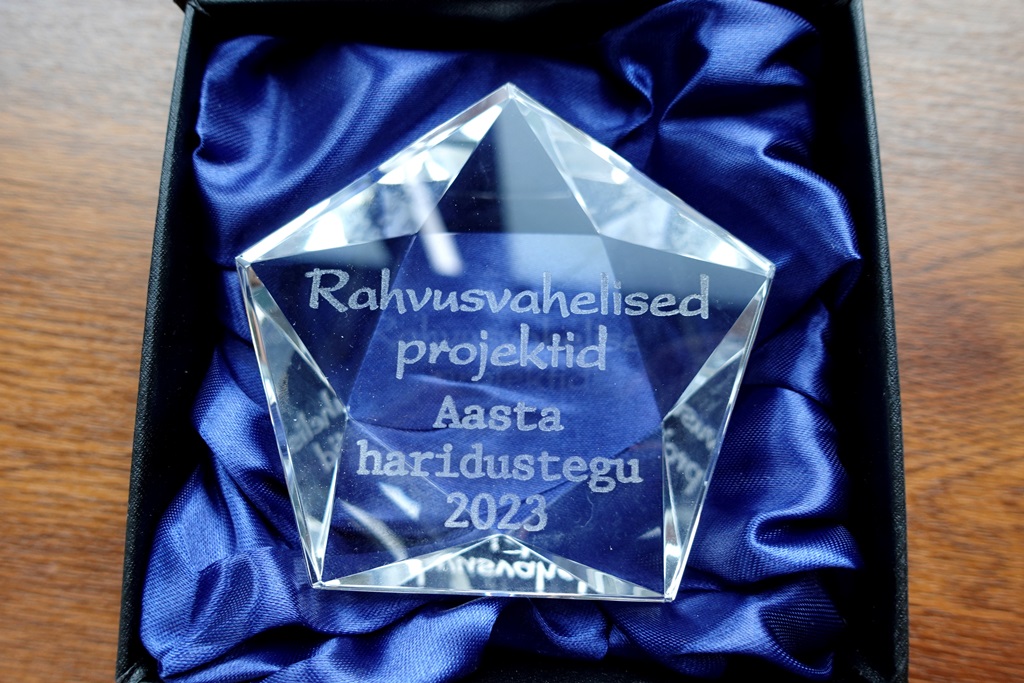 Rahvusvahelised
projektid
Aasta
haridustegu
2023